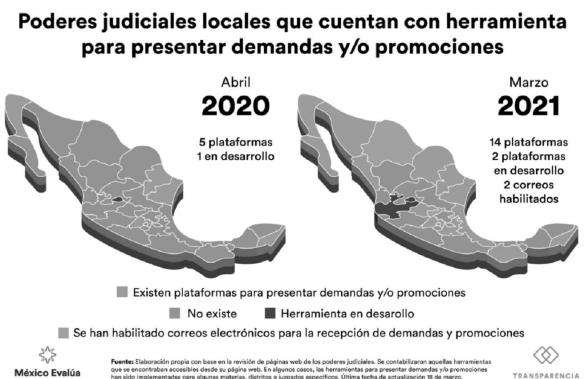 Poderes judiciales locales que cuentan con herramienta
para presentar demandas y/o promociones
Abril
2020
5 plataformas
1 en desarrollo
Marzo
2021
14 plataformas
2 plataformas
en desarrollo
2 correos
habilitados
Existen plataformas para presentar demandas y/o promociones
No existe
Herramienta en desarollo
Se han habilitado correos electrónicos para la recepción de demandas y promociones
México Evalúa
Fuente: Elaboración propia con base en la revisión de páginas web de los poderes judiciales. Se contabilizaron aquellas herramientas
que se encontraban accesibles desde su página web. En algunos casos, las herramientas para presentar demandas y/o promociones
han sido implementadas para algunas materias, distritos o juzgados específicos. Última fecha de actualización 18 de marzo.
TRANSPARENCIA